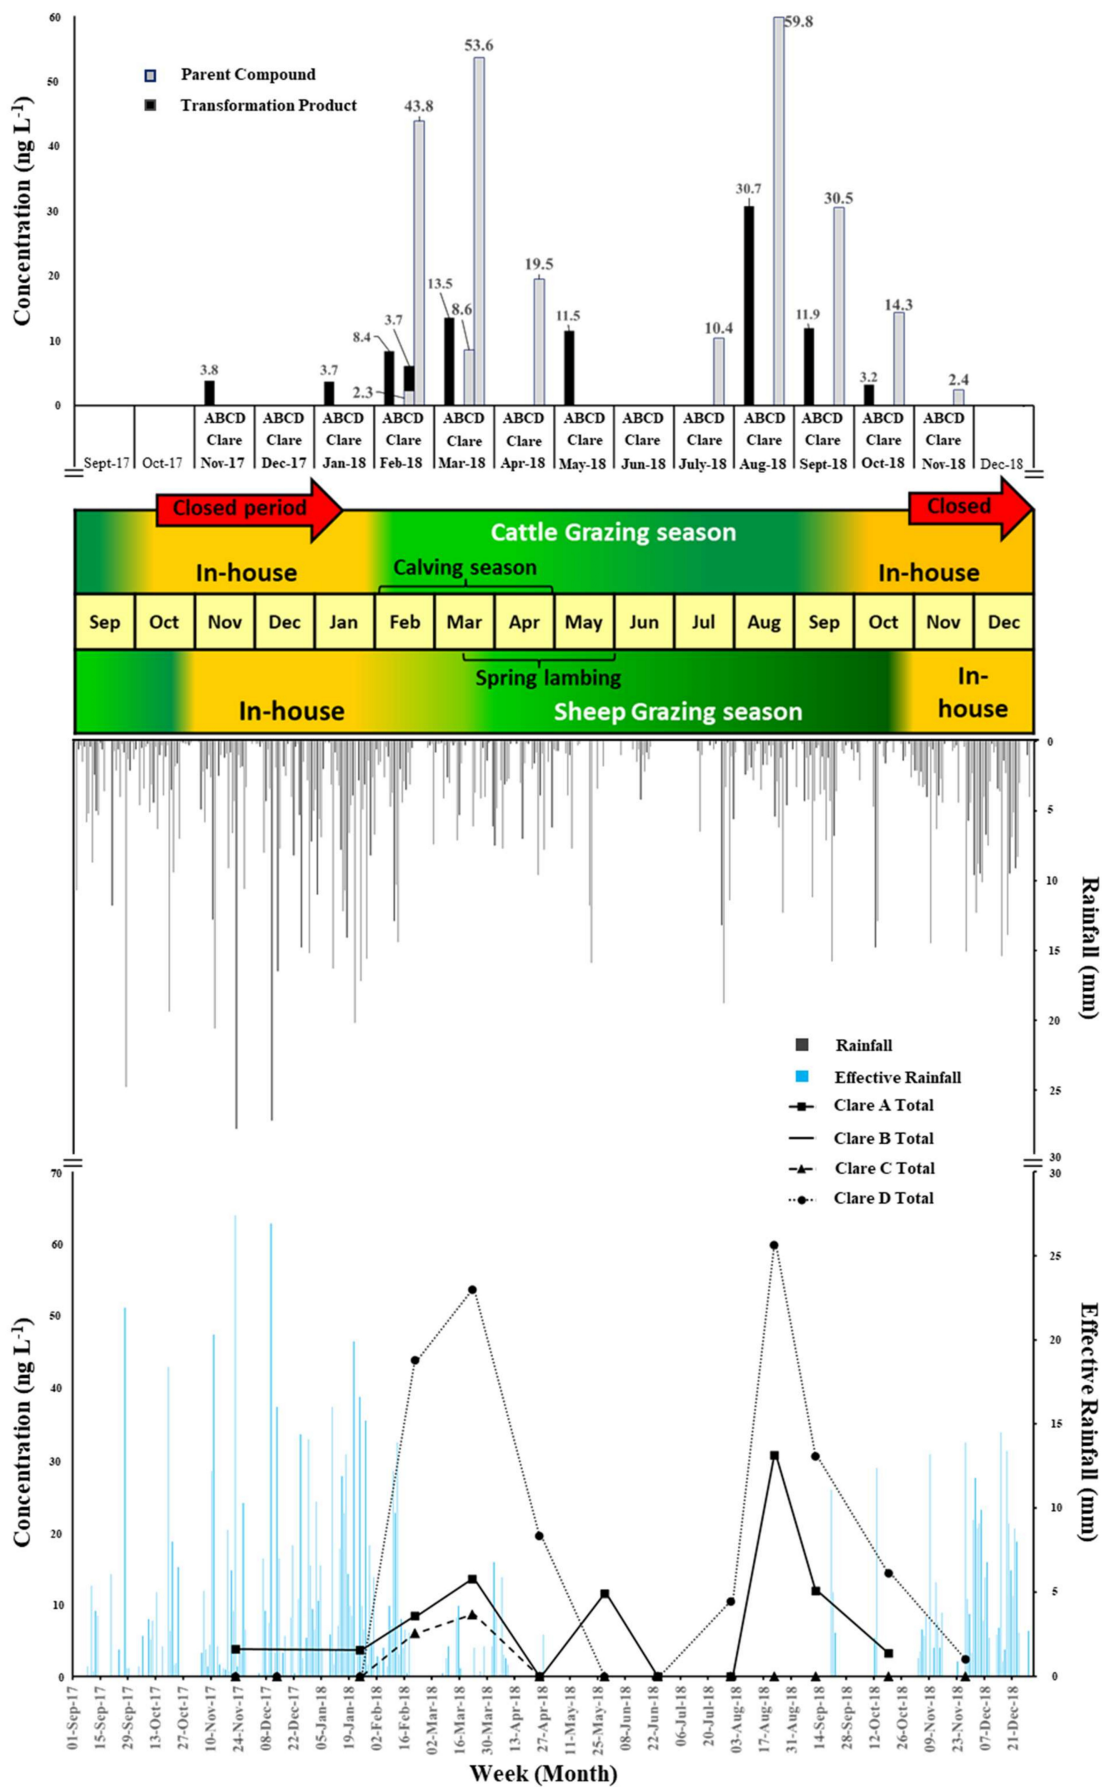 60
50
40
30
20
10
0
Concentration (ng L-1)
Parent Compound
Transformation Product
3.8
3.7
8.4
3.7
2.3
43.8
13.5
8.6
53.6
19.5
11.5
10.4
30.7
59.8
11.9
30.5
3.2
14.3
2.4
ABCD ABCD ABCD ABCD ABCD ABCD ABCD ABCD ABCD ABCD ABCD ABCD ABCD
Clare Clare Clare Clare Clare Clare Clare Clare Clare Clare Clare Clare Clare
Sept-17 Oct-17 Nov-17 Dec-17 Jan-18 Feb-18 Mar-18 Apr-18 May-18 Jun-18 July-18 Aug-18 Sept-18 Oct-18 Nov-18 Dec-18
Closed period
Closed
Cattle Grazing season
In-house
Calving season
In-house
Sep Oct Nov Dec Jan Feb Mar Apr May Jun Jul Aug Sep Oct Nov Dec
Spring lambing
In-house
Sheep Grazing season
In-
house
0
5
10
15
20
25
30
Rainfall (mm)
Rainfall
Effective Rainfall
Clare A Total
Clare B Total
Clare C Total
Clare D Total
70
60
50
40
30
20
10
0
Concentration (ng L-1)
30
25
20
15
10
5
0
Effective Rainfall (mm)
01-Sep-17
15-Sep-17
29-Sep-17
13-Oct-17
27-Oct-17
10-Nov-17
24-Nov-17
08-Dec-17
22-Dec-17
05-Jan-18
19-Jan-18
02-Feb-18
16-Feb-18
02-Mar-18
16-Mar-18
30-Mar-18
13-Apr-18
27-Apr-18
11-May-18
25-May-18
08-Jun-18
22-Jun-18
06-Jul-18
20-Jul-18
03-Aug-18
17-Aug-18
31-Aug-18
14-Sep-18
28-Sep-18
12-Oct-18
26-Oct-18
09-Nov-18
23-Nov-18
07-Dec-18
21-Dec-18
Week (Month)